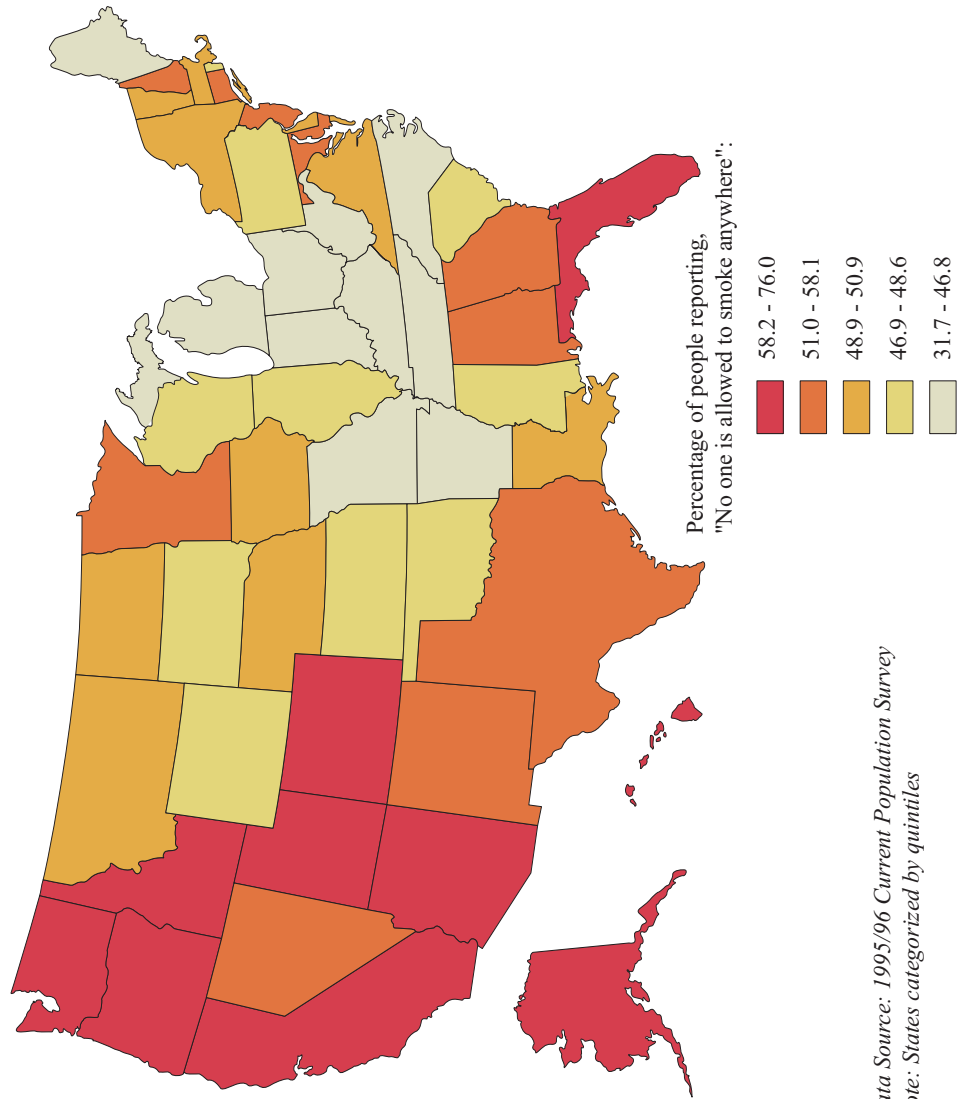 Percentage of people reporting,
"No one is allowed to smoke anywhere":
58.2 - 76.0
51.0 - 58.1
48.9 - 50.9
46.9 - 48.6
31.7 - 46.8
ta Source: 1995/96 Current Population Survey
te: States categorized by quintiles